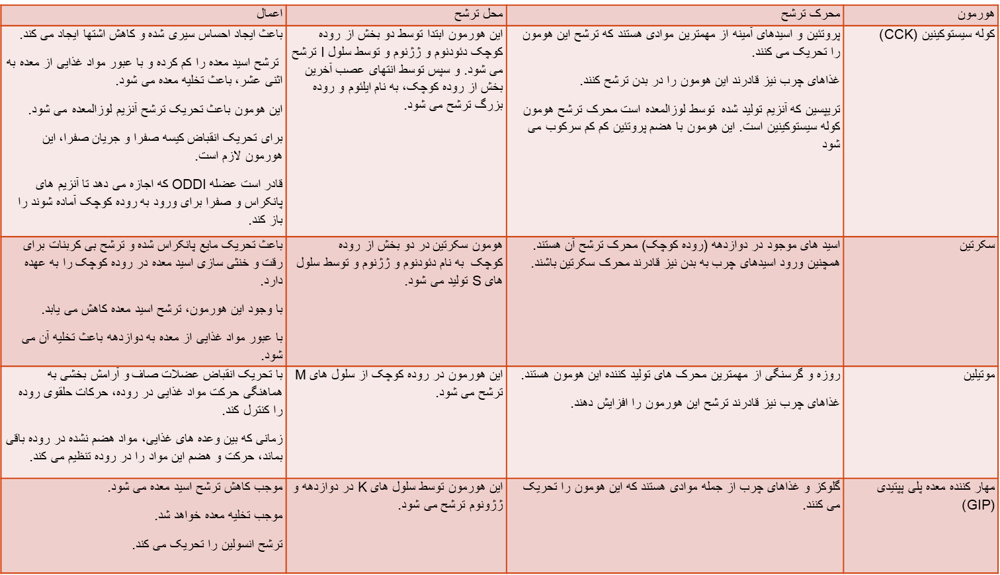 هورمون
محرک ترشح
محل ترشح
اعمال
کوله سیستوکینین (CCK)
پروتئین و اسیدهای آمینه از مهمترین موادی هستند که ترشح این هومون
را تحریک می کنند.
غذاهای چرب نیز قادرند این هومون را در بدن ترشح کنند.
تریپسین که آنزیم تولید شده توسط لوزالمعده است محرک ترشح هومون
کوله سیستوکینین است. این هومون با هضم پروتئین کم کم سرکوب می
شود
این هورمون ابتدا توسط دو بخش از روده
کوچک دئودنوم و ژژنوم و توسط سلول I ترشح
می شود. و سپس توسط انتهای عصب آخرین
بخش از روده کوچک، به نام ایلئوم و روده
بزرگ ترشح می شود.
باعث ایجاد احساس سیری شده و کاهش اشتها ایجاد می کند.
ترشح اسید معده را کم کرده و با عبور مواد غذایی از معده به
اثنی عشر، باعث تخلیه معده می شود.
این هومون باعث تحریک ترشح آنزیم لوزالمعده می شود.
برای تحریک انقباض کیسه صفرا و جریان صفرا، این
هورمون لازم است.
قادر است عضله ODDI که اجازه می دهد تا آنزیم های
پانکراس و صفرا برای ورود به روده کوچک آماده شوند را
باز کند.
سکرتین
اسید های موجود در دوازدهه (روده کوچک) محرک ترشح آن هستند.
همچنین ورود اسیدهای چرب به بدن نیز قادرند محرک سکرتین باشند.
هومون سکرتین در دو بخش از روده
کوچک به نام دئودنوم و ژژنوم و توسط سلول
های S تولید می شود.
باعث تحریک مایع پانکراس شده و ترشح بی کربنات برای
رقت و خنثی سازی اسید معده در روده کوچک را به عهده
دارد.
با وجود این هورمون، ترشح اسید معده کاهش می یابد.
با عبور مواد غذایی از معده به دوازدهه باعث تخلیه آن می
شود.
موتیلین
روزه و گرسنگی از مهمترین محرک های تولید کننده این هومون هستند.
غذاهای چرب نیز قادرند ترشح این هورمون را افزایش دهند.
این هورمون در روده کوچک از سلول های M
ترشح می شود.
با تحریک انقباض عضلات صاف و آرامش بخشی به
هماهنگی حرکت مواد غذایی در روده، حرکات حلقوی روده
را کنترل کند.
زمانی که بین وعده های غذایی، مواد هضم نشده در روده باقی
بماند، حرکت و هضم این مواد را در روده تنظیم می کند.
مهار کننده معده پلی پپتیدی
(GIP)
گلوکز و غذاهای چرب از جمله موادی هستند که این هومون را تحریک
می کنند.
این هورمون توسط سلول های K در دوازدهه و
ژژونوم ترشح می شود.
موجب کاهش ترشح اسید معده می شود.
موجب تخلیه معده خواهد شد.
ترشح انسولین را تحریک می کند.